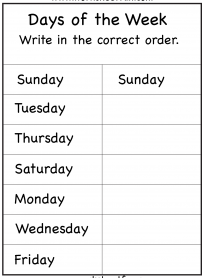 Days of the Week
Write in the correct order.
Sunday Sunday
Tuesday
Thursday
Saturday
Monday
Wednesday
Friday